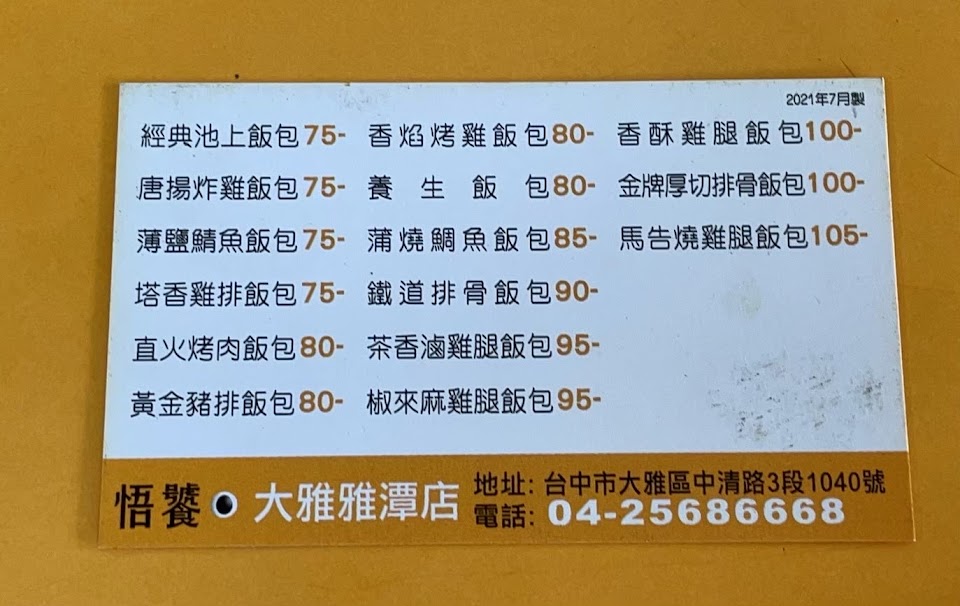 2021年7月製
經典池上飯包75- 香焰烤雞飯包80- 香酥雞腿飯包100-
唐揚炸雞飯包75- 養生飯包80- 金牌厚切排骨飯包100-
薄鹽鯖魚飯包75- 蒲燒鯛魚飯包85- 馬告燒雞腿飯包105-
塔香雞排飯包75- 鐵道排骨飯包90-
直火烤肉飯包80- 茶香滷雞腿飯包95-
黃金豬排飯包80- 椒來麻雞腿飯包95-
悟饕 大雅雅潭店
地址: 台中市大雅區中清路3段1040號
電話: 04-25686668